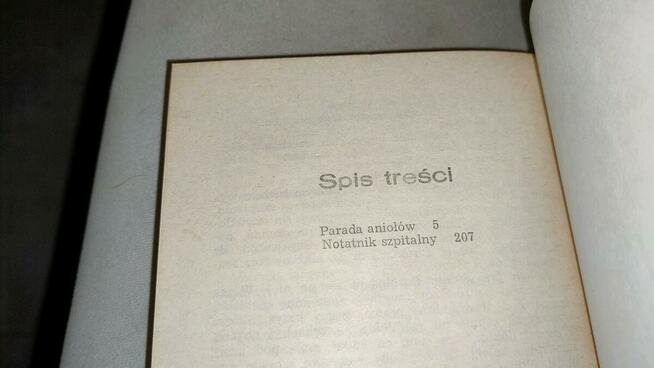 Spis treści
Parada aniołów 5
Notatnik szpitalny 207